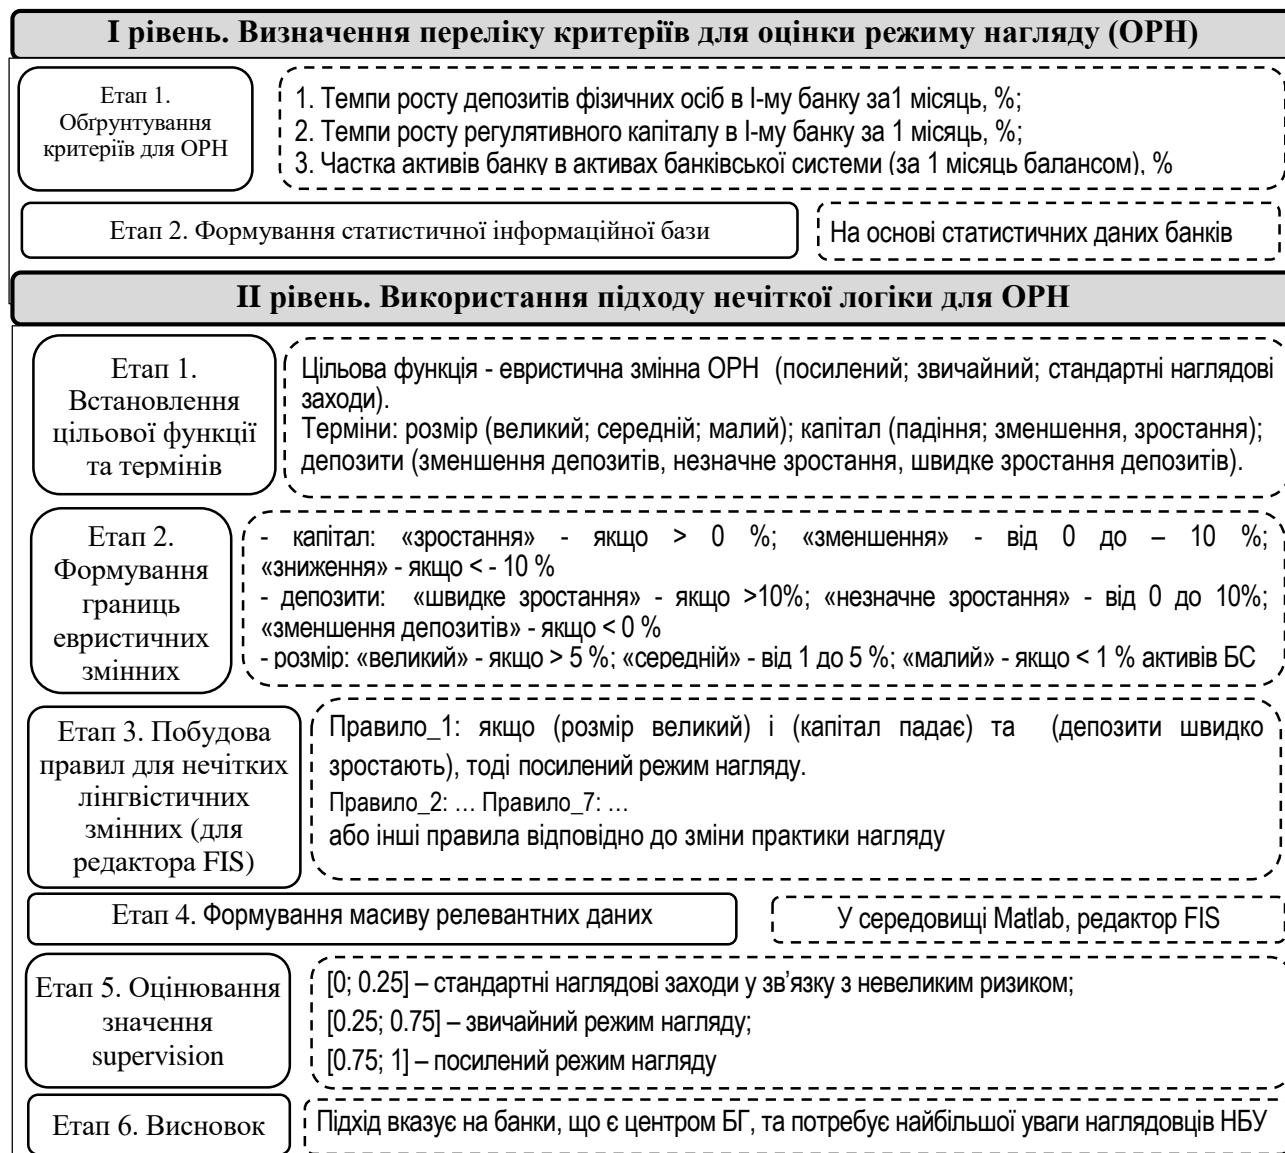 І рівень. Визначення переліку критеріїв для оцінки режиму нагляду (ОРН)
Етап 1.
Обґрунтування
критеріїв для ОРН
1. Темпи росту депозитів фізичних осіб в І-му банку за1 місяць, %;
2. Темпи росту регулятивного капіталу в І-му банку за 1 місяць, %;
3. Частка активів банку в активах банківської системи (за 1 місяць балансом), %
Етап 2. Формування статистичної інформаційної бази
На основі статистичних даних банків
ІІ рівень. Використання підходу нечіткої логіки для ОРН
Етап 1.
Встановлення
цільової функції
та термінів
Цільова функція - евристична змінна ОРН (посилений; звичайний; стандартні наглядові
заходи).
Терміни: розмір (великий; середній; малий); капітал (падіння; зменшення, зростання);
депозити (зменшення депозитів, незначне зростання, швидке зростання депозитів).
Етап 2.
Формування
границь
евристичних
змінних
- капітал: «зростання» - якщо > 0 %; «зменшення» - від 0 до – 10 %;
«зниження» - якщо < - 10 %
- депозити: «швидке зростання» - якщо >10%; «незначне зростання» - від 0 до 10%;
«зменшення депозитів» - якщо < 0 %
- розмір: «великий» - якщо > 5 %; «середній» - від 1 до 5 %; «малий» - якщо < 1 % активів БС
Етап 3. Побудова
правил для нечітких
лінгвістичних
змінних (для
редактора FIS)
Правило_1: якщо (розмір великий) і (капітал падає) та (депозити швидко
зростають), тоді посилений режим нагляду.
Правило_2: … Правило_7: …
або інші правила відповідно до зміни практики нагляду
Етап 4. Формування масиву релевантних даних
У середовищі Matlab, редактор FIS
Етап 5. Оцінювання
значення
supervision
[0; 0.25] – стандартні наглядові заходи у зв’язку з невеликим ризиком;
[0.25; 0.75] – звичайний режим нагляду;
[0.75; 1] – посилений режим нагляду
Етап 6. Висновок
Підхід вказує на банки, що є центром БГ, та потребує найбільшої уваги наглядовців НБУ